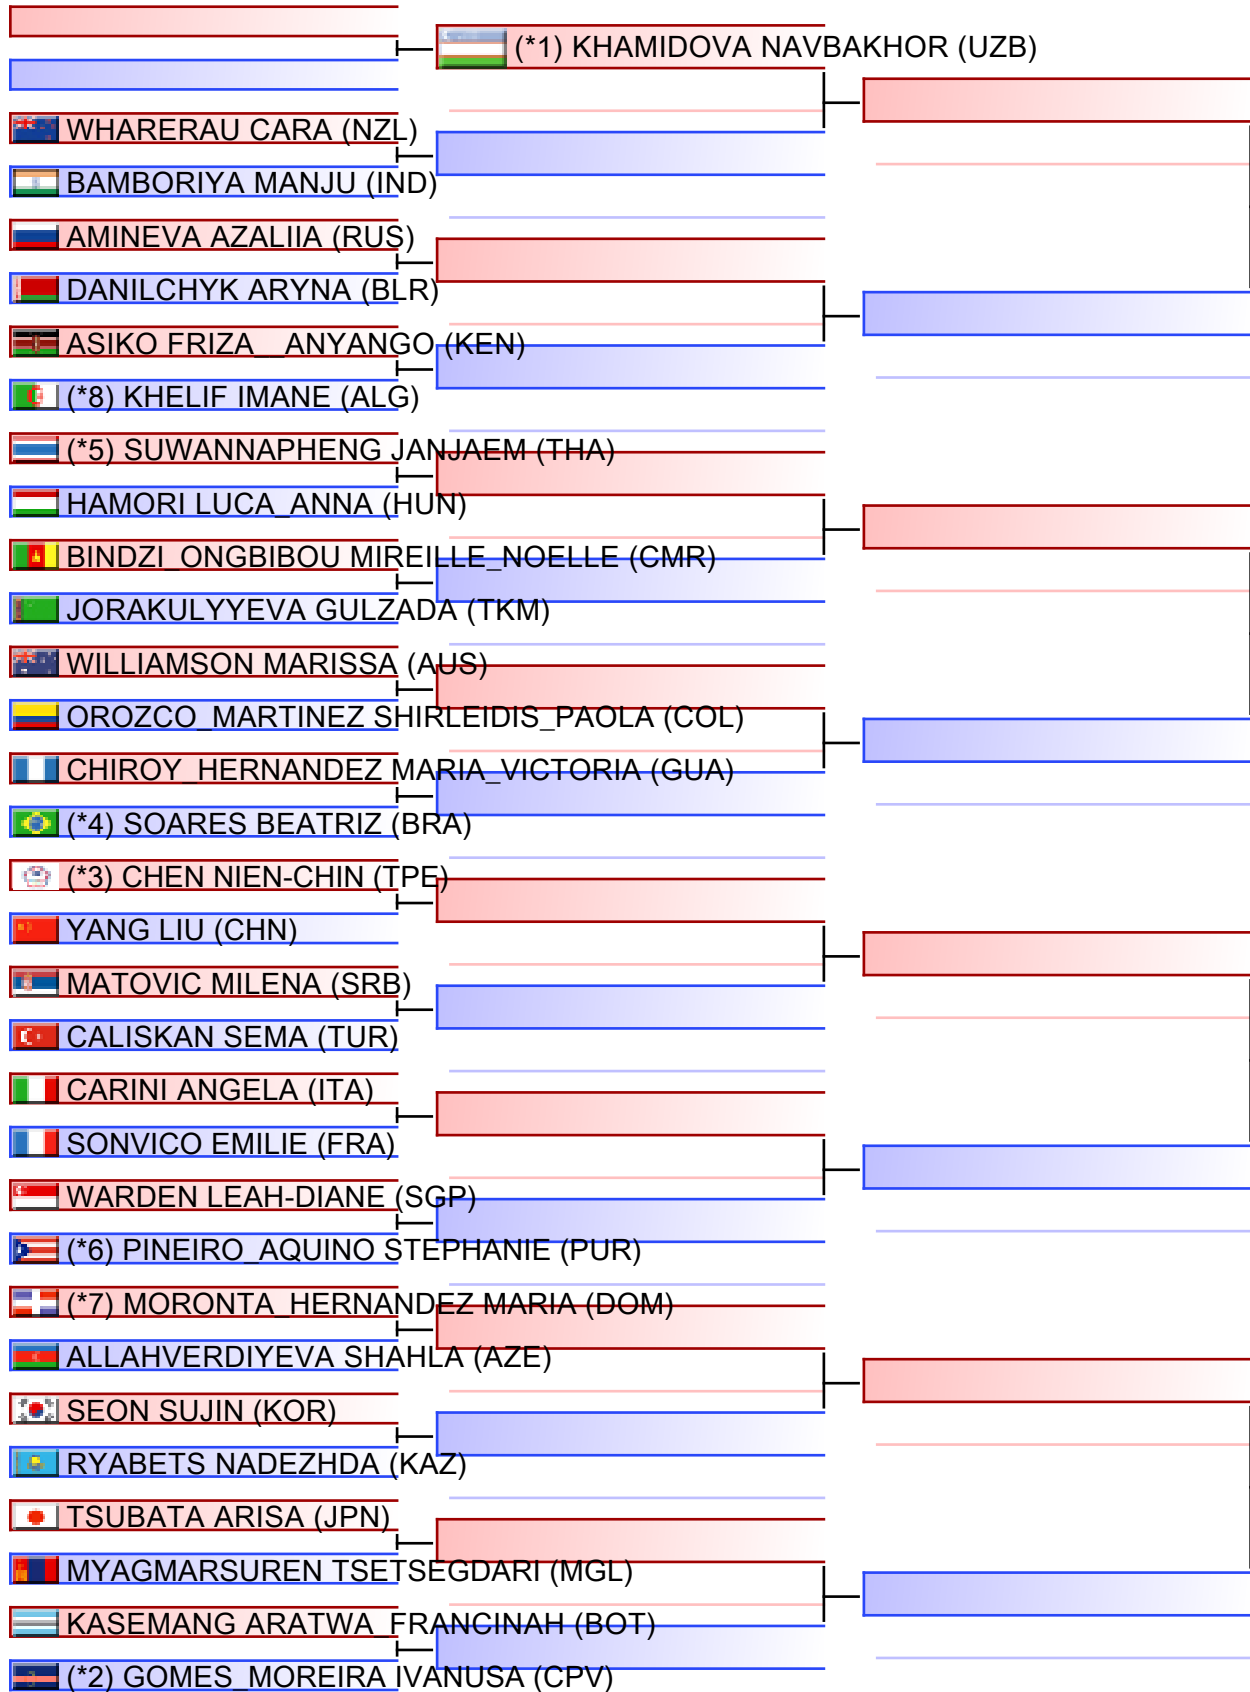 (*1) KHAMIDOVA NAVBAKHOR (UZB)
WHARERAU CARA (NZL)
BAMBORIYA MANJU (IND)
AMINEVA AZALIIA (RUS)
DANILCHYK ARYNA (BLR)
ASIKO FRIZA__ANYANGO (KEN)
(*8) KHELIF IMANE (ALG)
(*5) SUWANNAPHENG JANJAEM (THA)
HAMORI LUCA_ANNA (HUN)
BINDZI_ONGBIBOU MIREILLE_NOELLE (CMR)
JORAKULYYEVA GULZADA (TKM)
WILLIAMSON MARISSA (AUS)
OROZCO_MARTINEZ SHIRLEIDIS_PAOLA (COL)
CHIROY_HERNANDEZ MARIA_VICTORIA (GUA)
(*4) SOARES BEATRIZ (BRA)
(*3) CHEN NIEN-CHIN (TPE)
YANG LIU (CHN)
MATOVIC MILENA (SRB)
CALISKAN SEMA (TUR)
CARINI ANGELA (ITA)
SONVICO EMILIE (FRA)
WARDEN LEAH-DIANE (SGP)
(*6) PINEIRO_AQUINO STEPHANIE (PUR)
(*7) MORONTA_HERNANDEZ MARIA (DOM)
ALLAHVERDIYEVA SHAHLA (AZE)
SEON SUJIN (KOR)
RYABETS NADEZHDA (KAZ)
TSUBATA ARISA (JPN)
MYAGMARSUREN TSETSEGDARI (MGL)
KASEMANG ARATWA_FRANCINAH (BOT)
(*2) GOMES_MOREIRA IVANUSA (CPV)